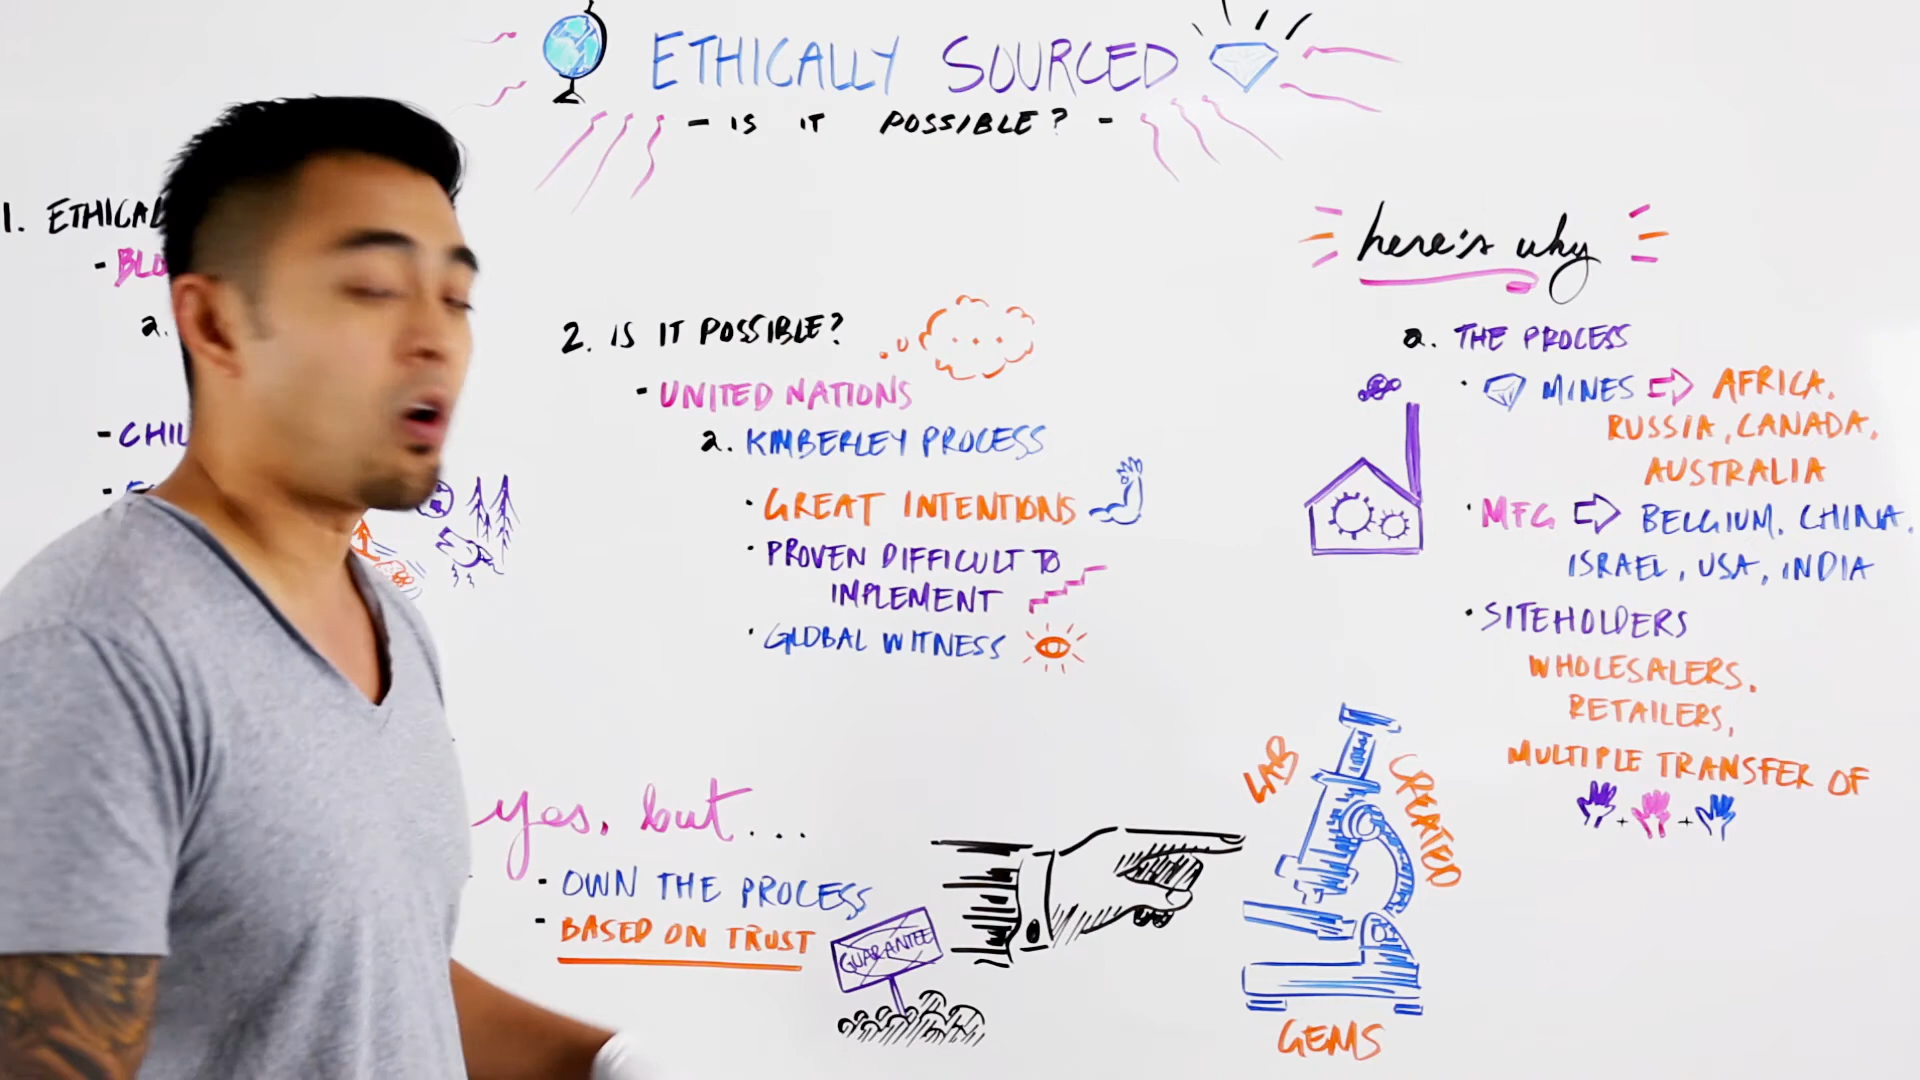 ETHICALLY SOURCED
- IS IT POSSIBLE? -
1. ETHICAL
-
a.
-
-
2. IS IT POSSIBLE?
...
- UNITED NATIONS
a. KIMBERLEY PROCESS
· GREAT INTENTIONS
· PROVEN DIFFICULT TO
IMPLEMENT
· GLOBAL WITNESS
yes, but...
· OWN THE PROCESS
- BASED ON TRUST
GUARANTEE
here's why
a. THE PROCESS
· MINES ⇒ AFRICA,
RUSSIA, CANADA,
AUSTRALIA
· MFG ⇒ BELGIUM, CHINA,
ISRAEL, USA, INDIA
· SITEHOLDERS
WHOLESALERS,
RETAILERS,
MULTIPLE TRANSFER OF
+ +
LAB
CREATED
GEMS